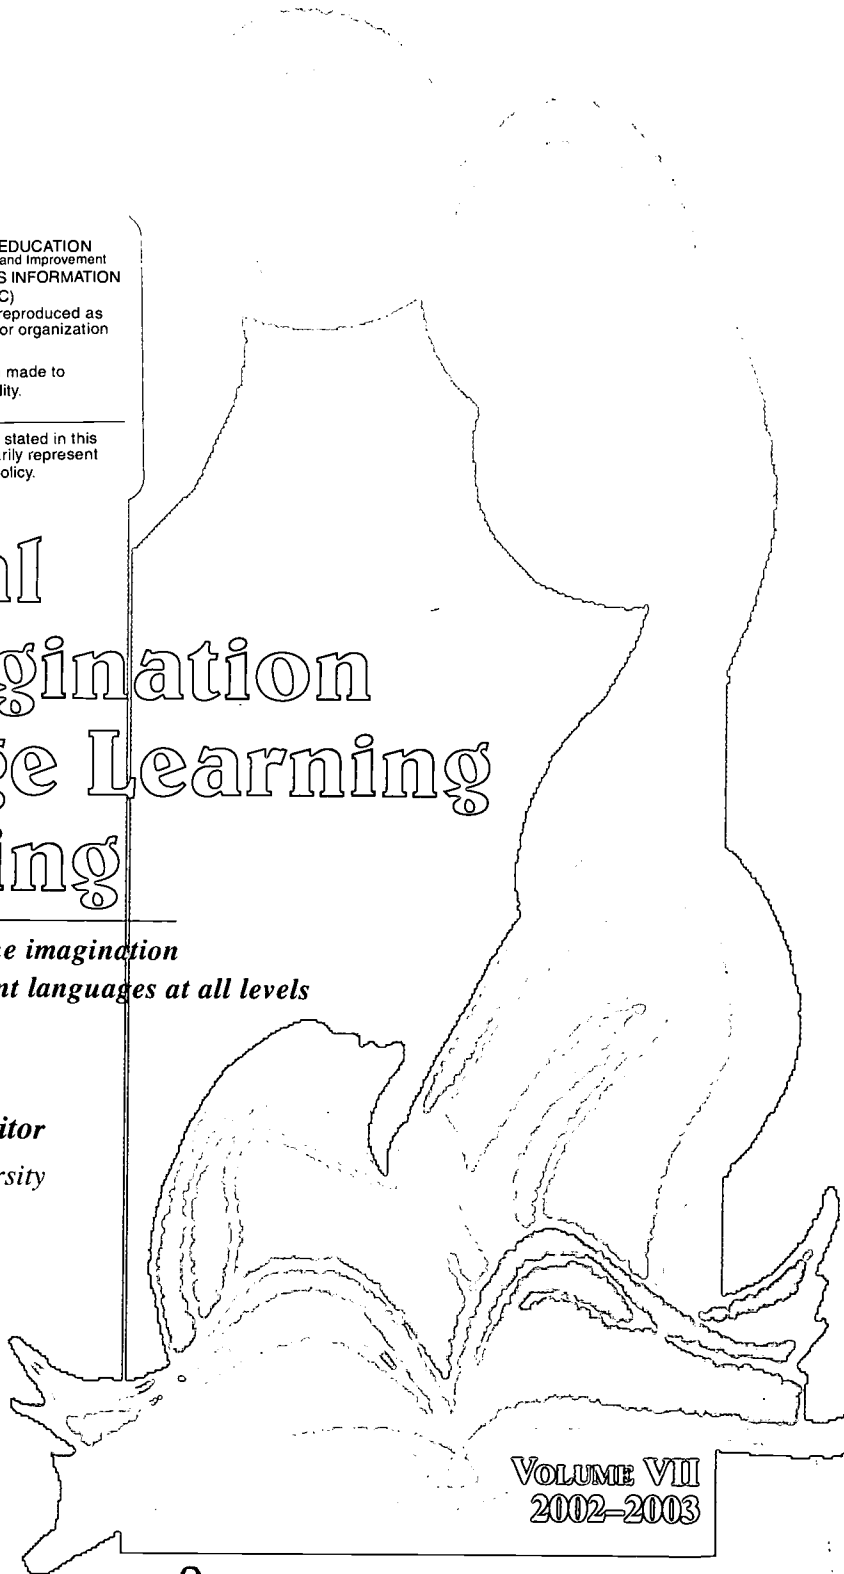 EDUCATION
and Improvement
S INFORMATION
C)
reproduced as
or organization
made to
lity.
stated in this
rily represent
olicy.
al
gination
ge Learning
ing
e imagination
nt languages at all levels
itor
rsity
VOLUME VII
2002–2003